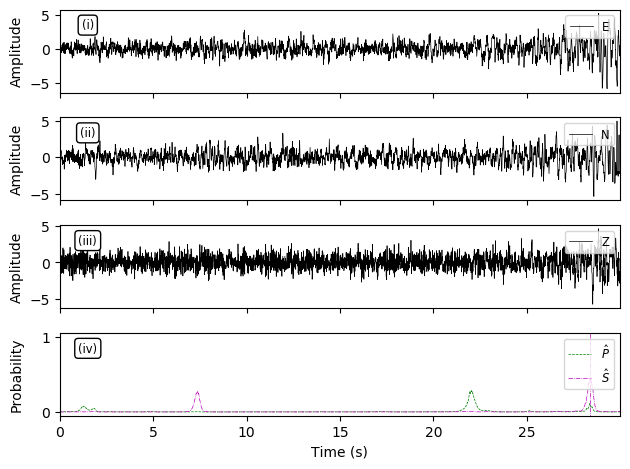 (i)
E
Amplitude
5
0
−5
(ii)
N
Amplitude
5
0
−5
(iii)
Z
Amplitude
5
0
−5
(iv)
P̂
Ŝ
Probability
1
0
0 5 10 15 20 25
Time (s)